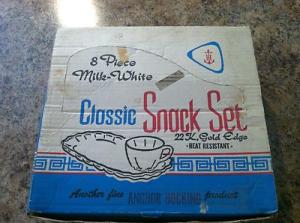 8 Piece
Milk-White
Classic Snack Set
22 K. Gold Edge
• HEAT RESISTANT •
Another fine ANCHOR HOCKING product